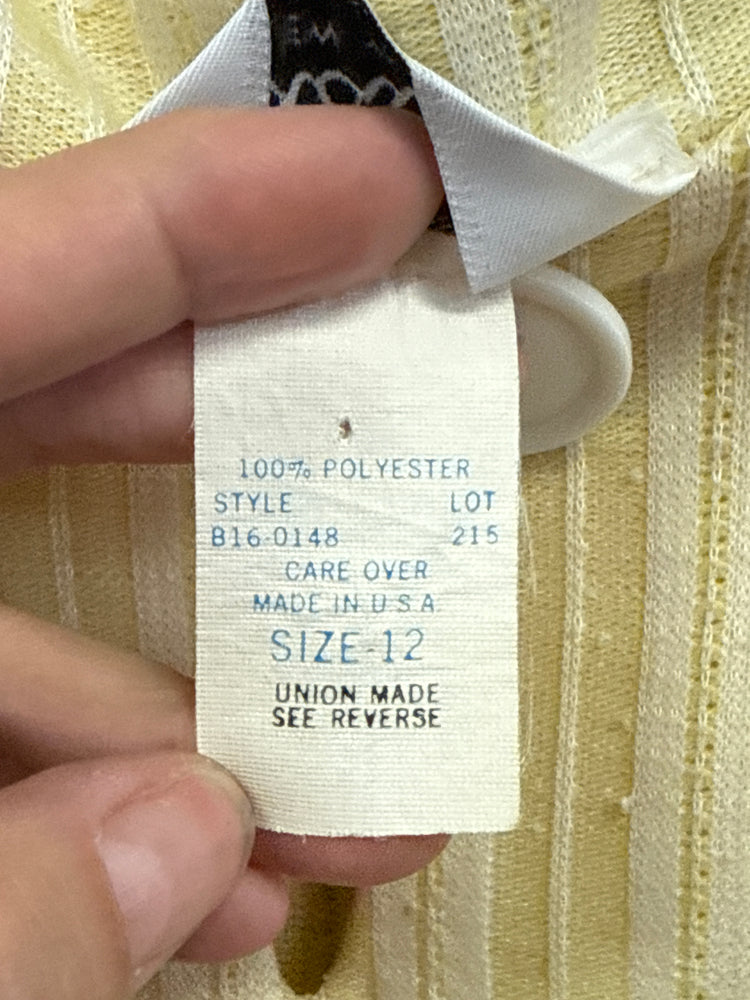 100% POLYESTER
STYLE LOT
B16-0148 215
CARE OVER
MADE IN U S A
SIZE-12
UNION MADE
SEE REVERSE